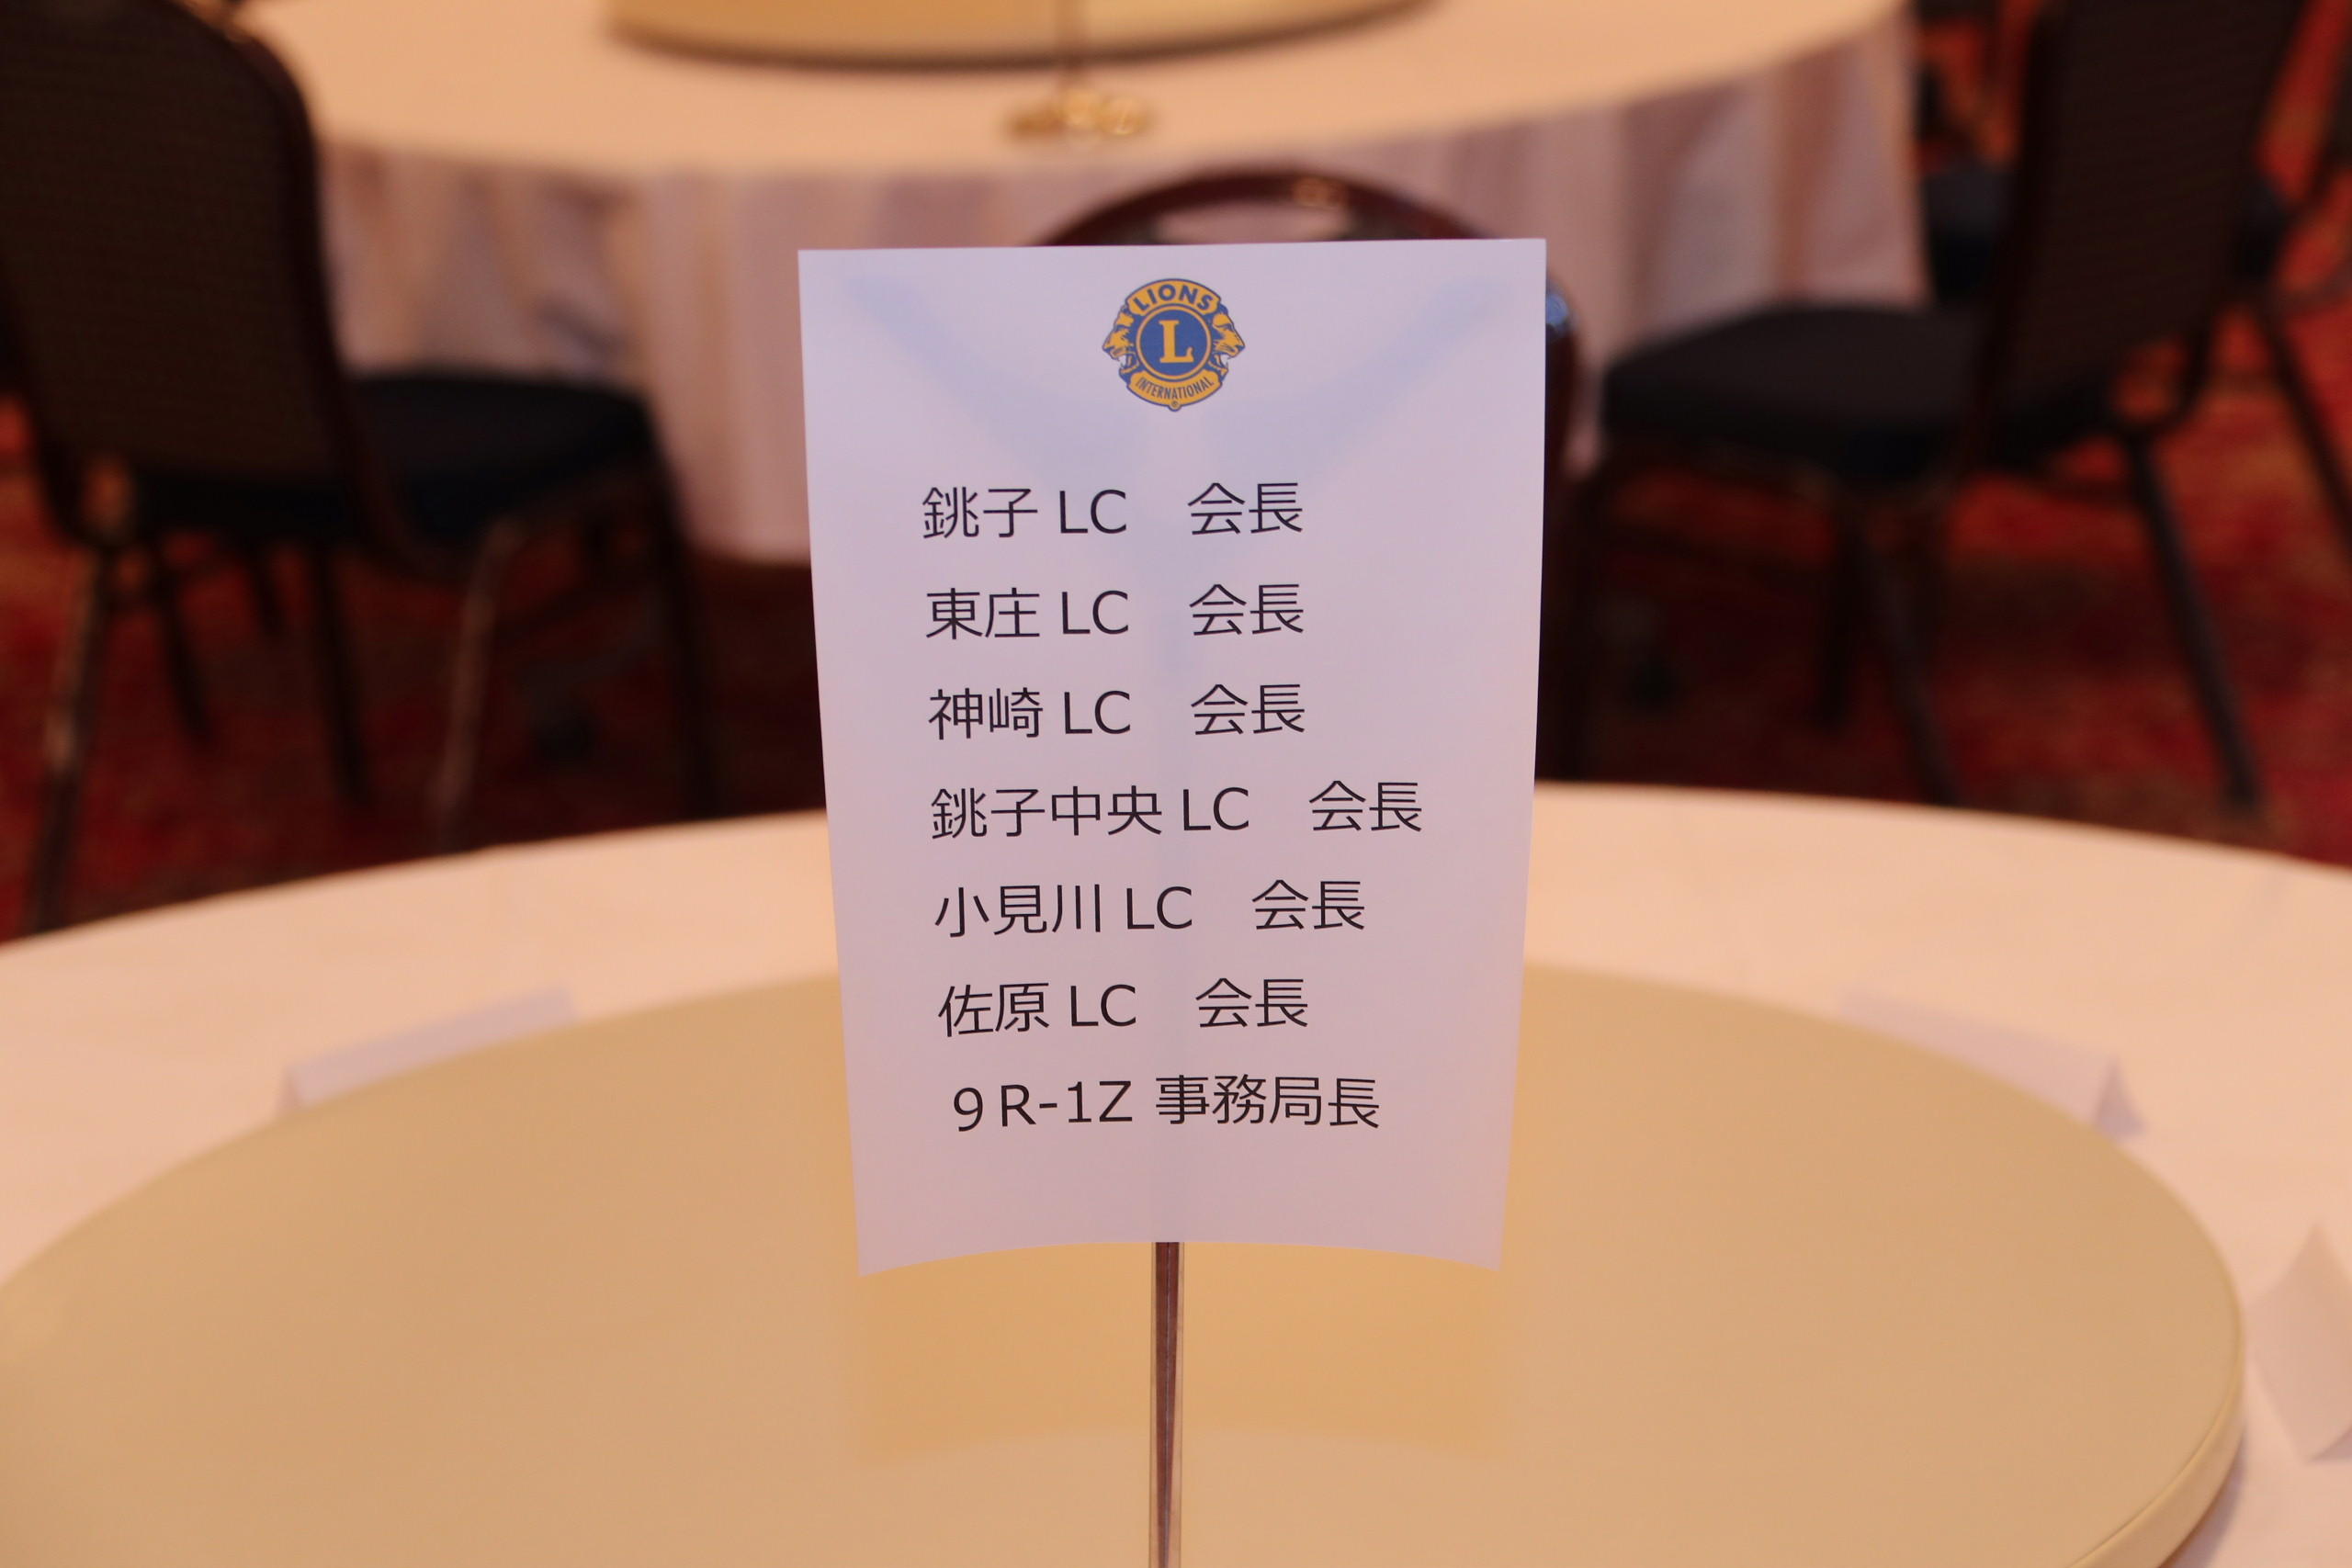 LIONS
L
INTERNATIONAL
®
銚子 LC　会長
東庄 LC　会長
神崎 LC　会長
銚子中央 LC　会長
小見川 LC　会長
佐原 LC　会長
９R-1Z 事務局長